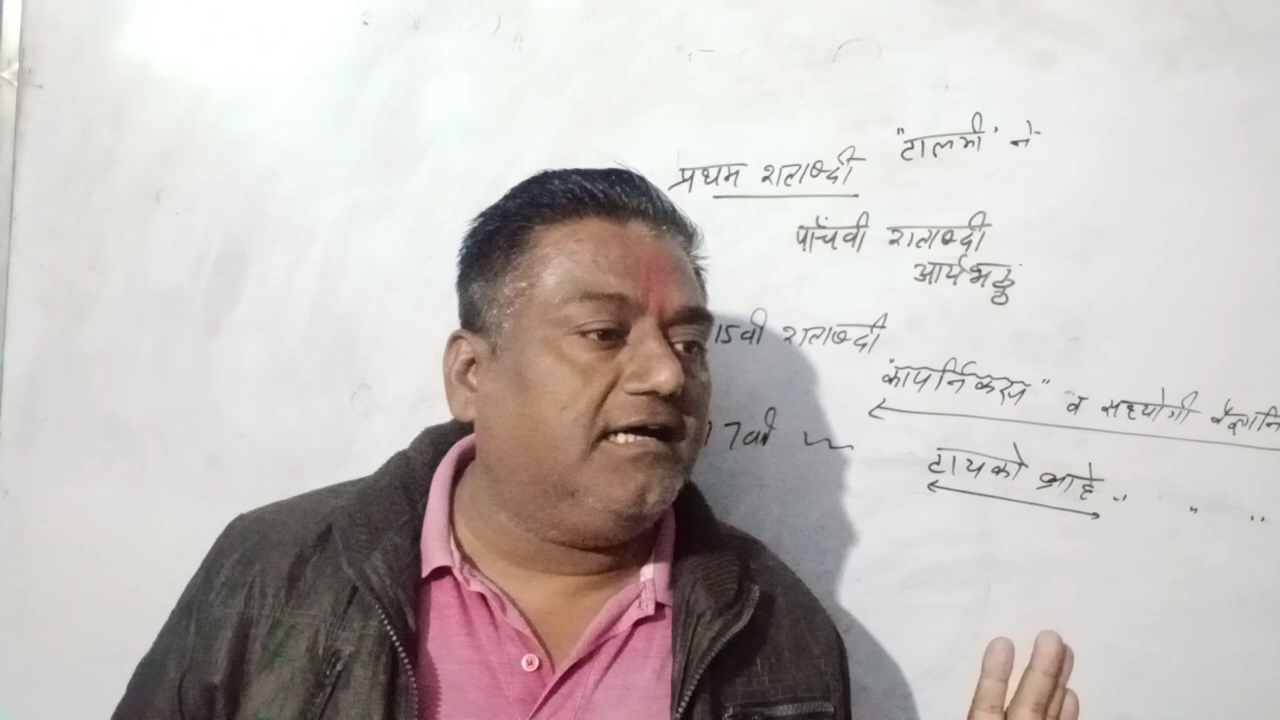 "टालमी" ने
प्रथम शताब्दी
पाँचवी शताब्दी
आर्यभट्ट
15वी शताब्दी
"कापर्निकस" व सहयोगी
17वी
टायको ब्राहे " " "